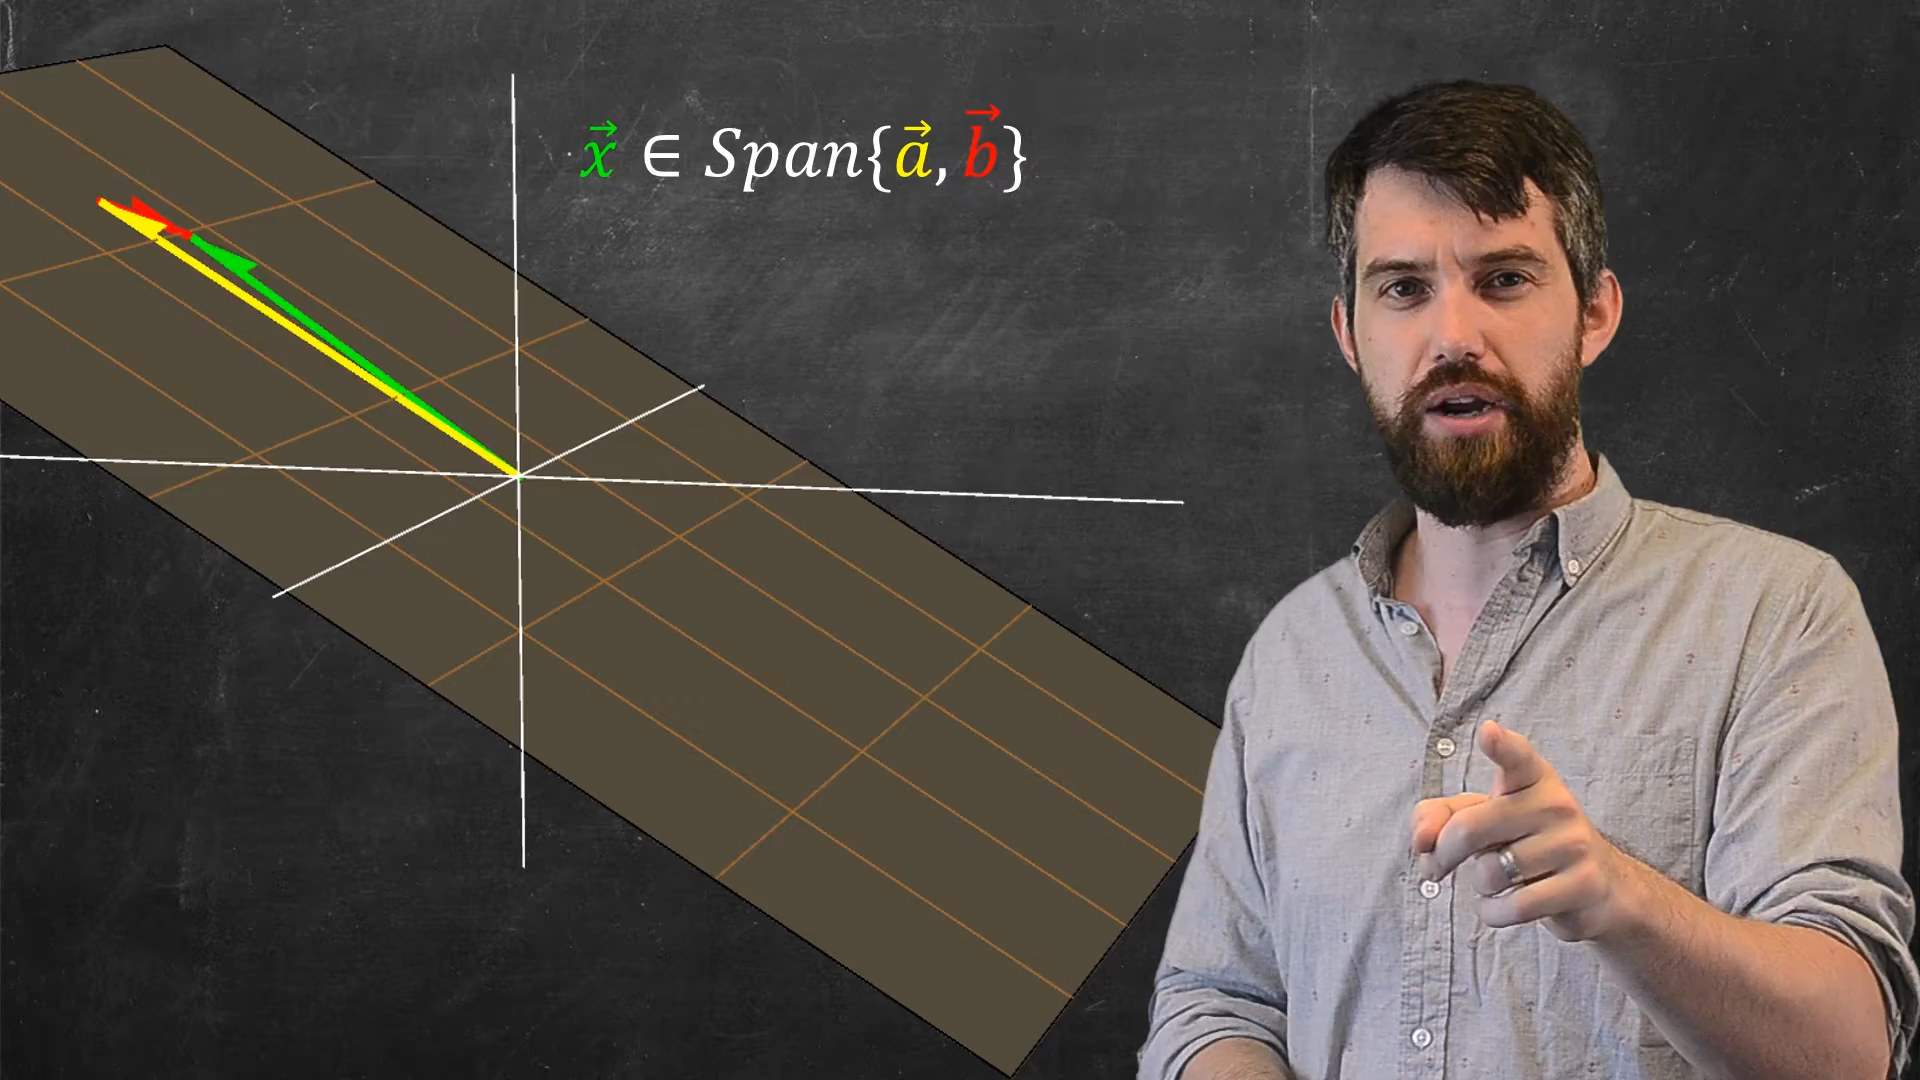 x⃗ ∈ Span{a⃗, b⃗}